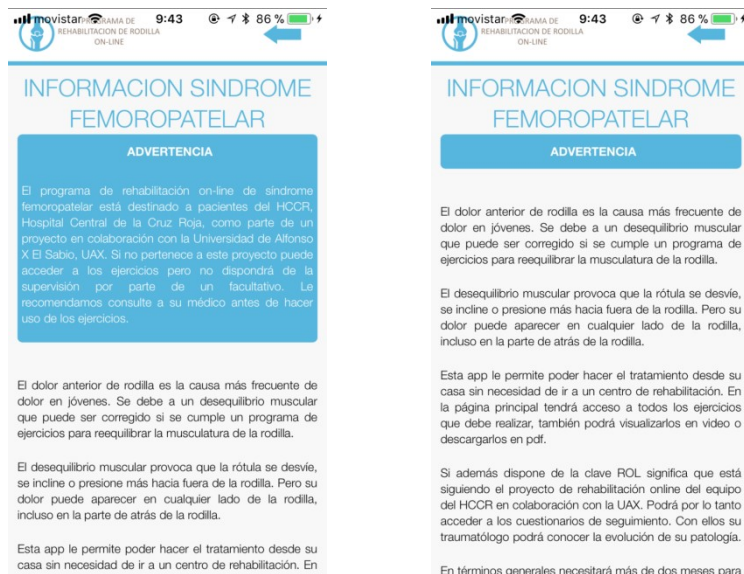 movistar 9:43 86 %
PROGRAMA DE
REHABILITACION DE RODILLA
ON-LINE
INFORMACION SINDROME
FEMOROPATELAR
ADVERTENCIA
El programa de rehabilitación on-line de síndrome
femoropatelar está destinado a pacientes del HCCR,
Hospital Central de la Cruz Roja, como parte de un
proyecto en colaboración con la Universidad de Alfonso
X El Sabio, UAX. Si no pertenece a este proyecto puede
acceder a los ejercicios pero no dispondrá de la
supervisión por parte de un facultativo. Le
recomendamos consulte a su médico antes de hacer
uso de los ejercicios.
El dolor anterior de rodilla es la causa más frecuente de
dolor en jóvenes. Se debe a un desequilibrio muscular
que puede ser corregido si se cumple un programa de
ejercicios para reequilibrar la musculatura de la rodilla.
El desequilibrio muscular provoca que la rótula se desvíe,
se incline o presione más hacia fuera de la rodilla. Pero su
dolor puede aparecer en cualquier lado de la rodilla,
incluso en la parte de atrás de la rodilla.
Esta app le permite poder hacer el tratamiento desde su
casa sin necesidad de ir a un centro de rehabilitación. En
movistar 9:43 86 %
PROGRAMA DE
REHABILITACION DE RODILLA
ON-LINE
INFORMACION SINDROME
FEMOROPATELAR
ADVERTENCIA
El dolor anterior de rodilla es la causa más frecuente de
dolor en jóvenes. Se debe a un desequilibrio muscular
que puede ser corregido si se cumple un programa de
ejercicios para reequilibrar la musculatura de la rodilla.
El desequilibrio muscular provoca que la rótula se desvíe,
se incline o presione más hacia fuera de la rodilla. Pero su
dolor puede aparecer en cualquier lado de la rodilla,
incluso en la parte de atrás de la rodilla.
Esta app le permite poder hacer el tratamiento desde su
casa sin necesidad de ir a un centro de rehabilitación. En
la página principal tendrá acceso a todos los ejercicios
que debe realizar, también podrá visualizarlos en video o
descargarlos en pdf.
Si además dispone de la clave ROL significa que está
siguiendo el proyecto de rehabilitación online del equipo
del HCCR en colaboración con la UAX. Podrá por lo tanto
acceder a los cuestionarios de seguimiento. Con ellos su
traumatólogo podrá conocer la evolución de su patología.
En términos generales necesitará más de dos meses para